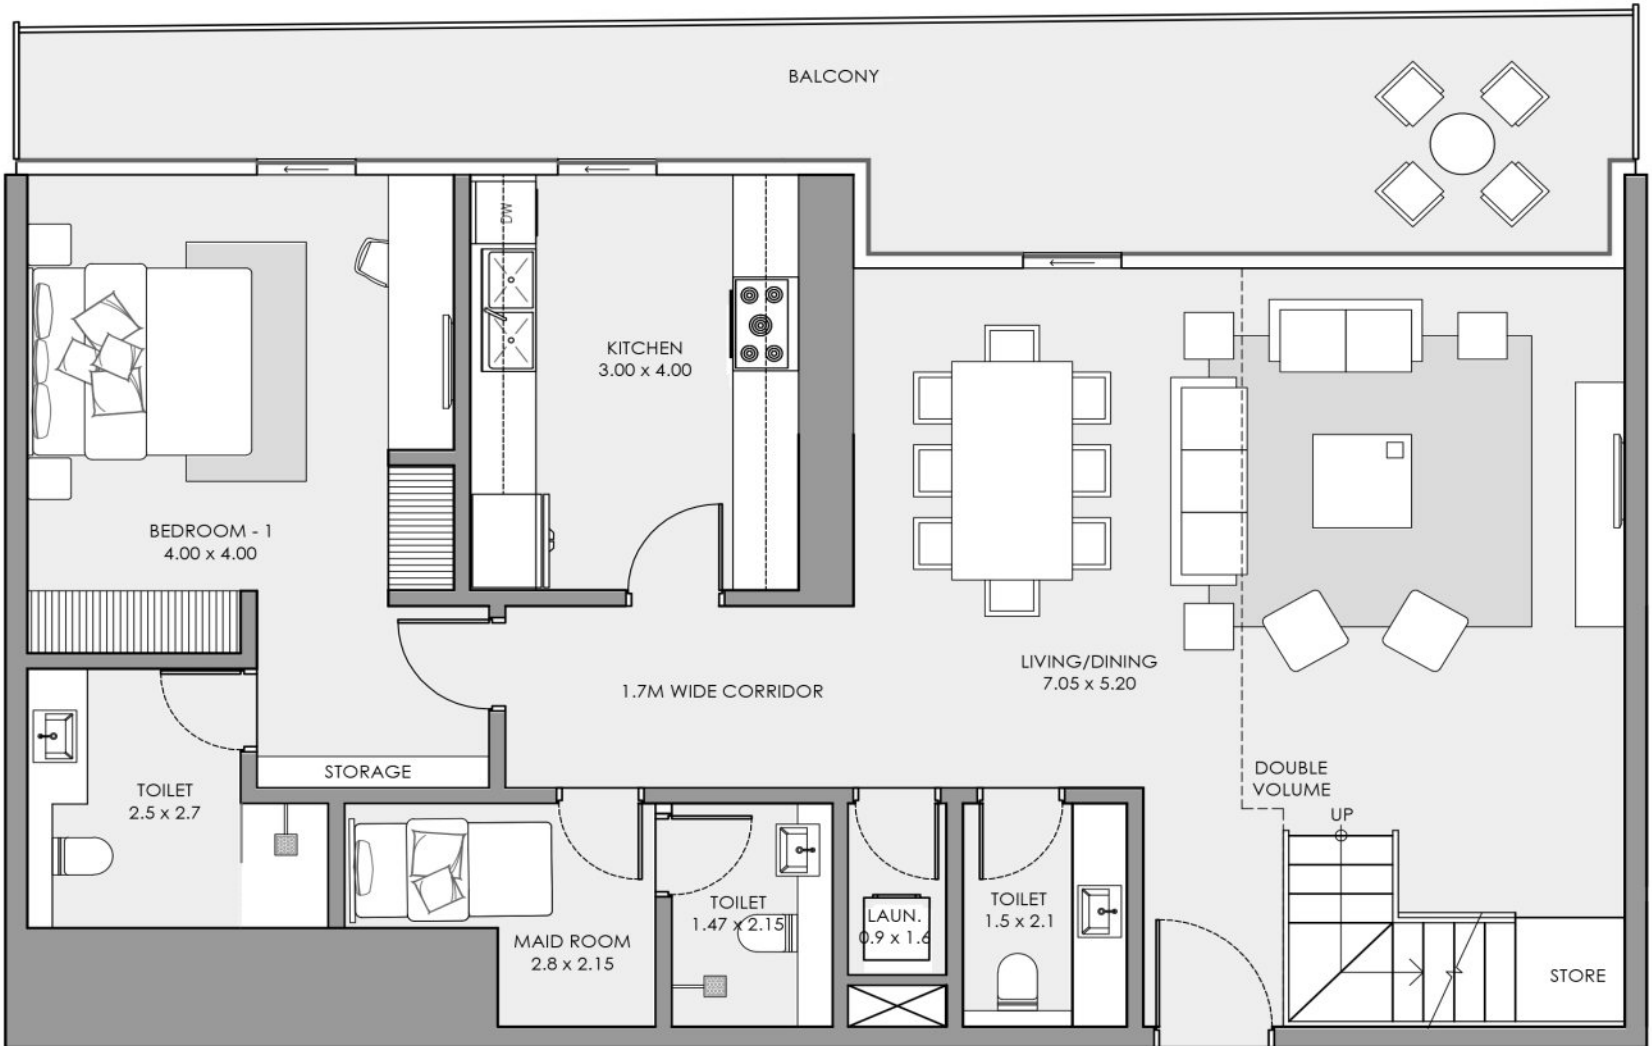 BALCONY
DW
KITCHEN
3.00 x 4.00
BEDROOM - 1
4.00 x 4.00
LIVING/DINING
7.05 x 5.20
1.7M WIDE CORRIDOR
STORAGE
DOUBLE
VOLUME
UP
TOILET
2.5 x 2.7
TOILET
1.47 x 2.15
LAUN.
0.9 x 1.6
TOILET
1.5 x 2.1
MAID ROOM
2.8 x 2.15
STORE